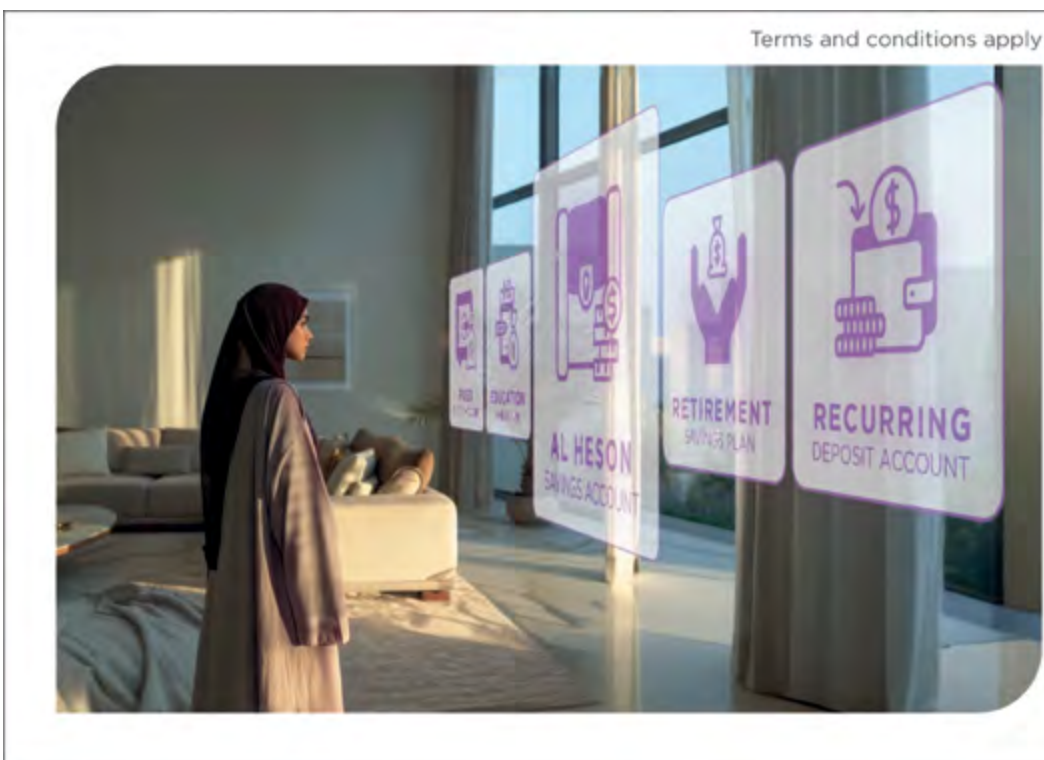 Terms and conditions apply
EDUCATION
AL HESON
SAVINGS ACCOUNT
RETIREMENT
SAVINGS PLAN
RECURRING
DEPOSIT ACCOUNT